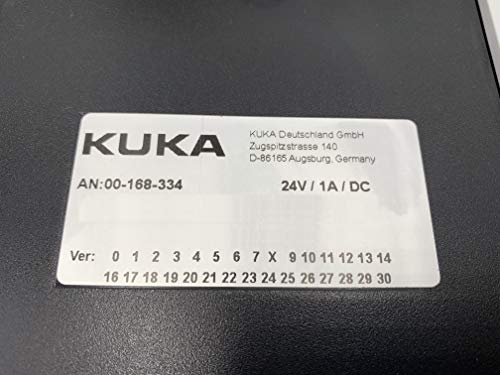 KUKA
KUKA Deutschland GmbH
Zugspitzstrasse 140
D-86165 Augsburg, Germany
AN:00-168-334 24V / 1A / DC
Ver: 0 1 2 3 4 5 6 7 X 9 10 11 12 13 14
16 17 18 19 20 21 22 23 24 25 26 27 28 29 30